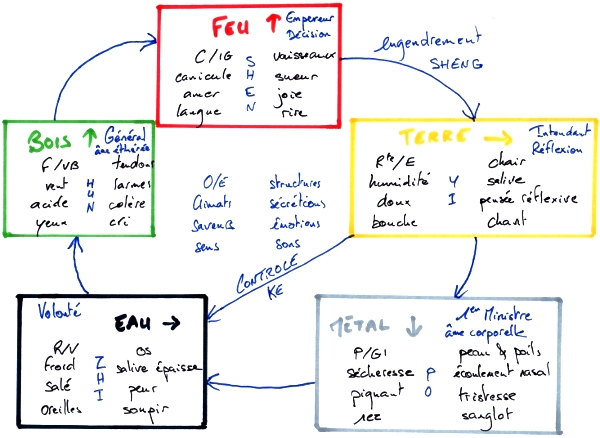 FEU ↑ Empereur
Décision
C/IG S vaisseaux
canicule H sueur
amer E joie
langue N rire
engendrement
SHENG
BOIS ↑ Général
âme éthérée
F/VB tendons
vent H larmes
acide U colère
yeux N cri
TERRE → Intendant
Réflexion
Rte/E chair
humidité Y salive
doux I pensée réflexive
bouche chant
O/E structures
Climats sécrétions
Saveurs émotions
sens sons
CONTROLE
KE
Volonté
EAU →
R/V os
froid Z salive épaisse
salé H peur
oreilles I soupir
MÉTAL ↓ 1er Ministre
âme corporelle
P/GI peau & poils
sécheresse P écoulement nasal
piquant O tristesse
nez sanglot